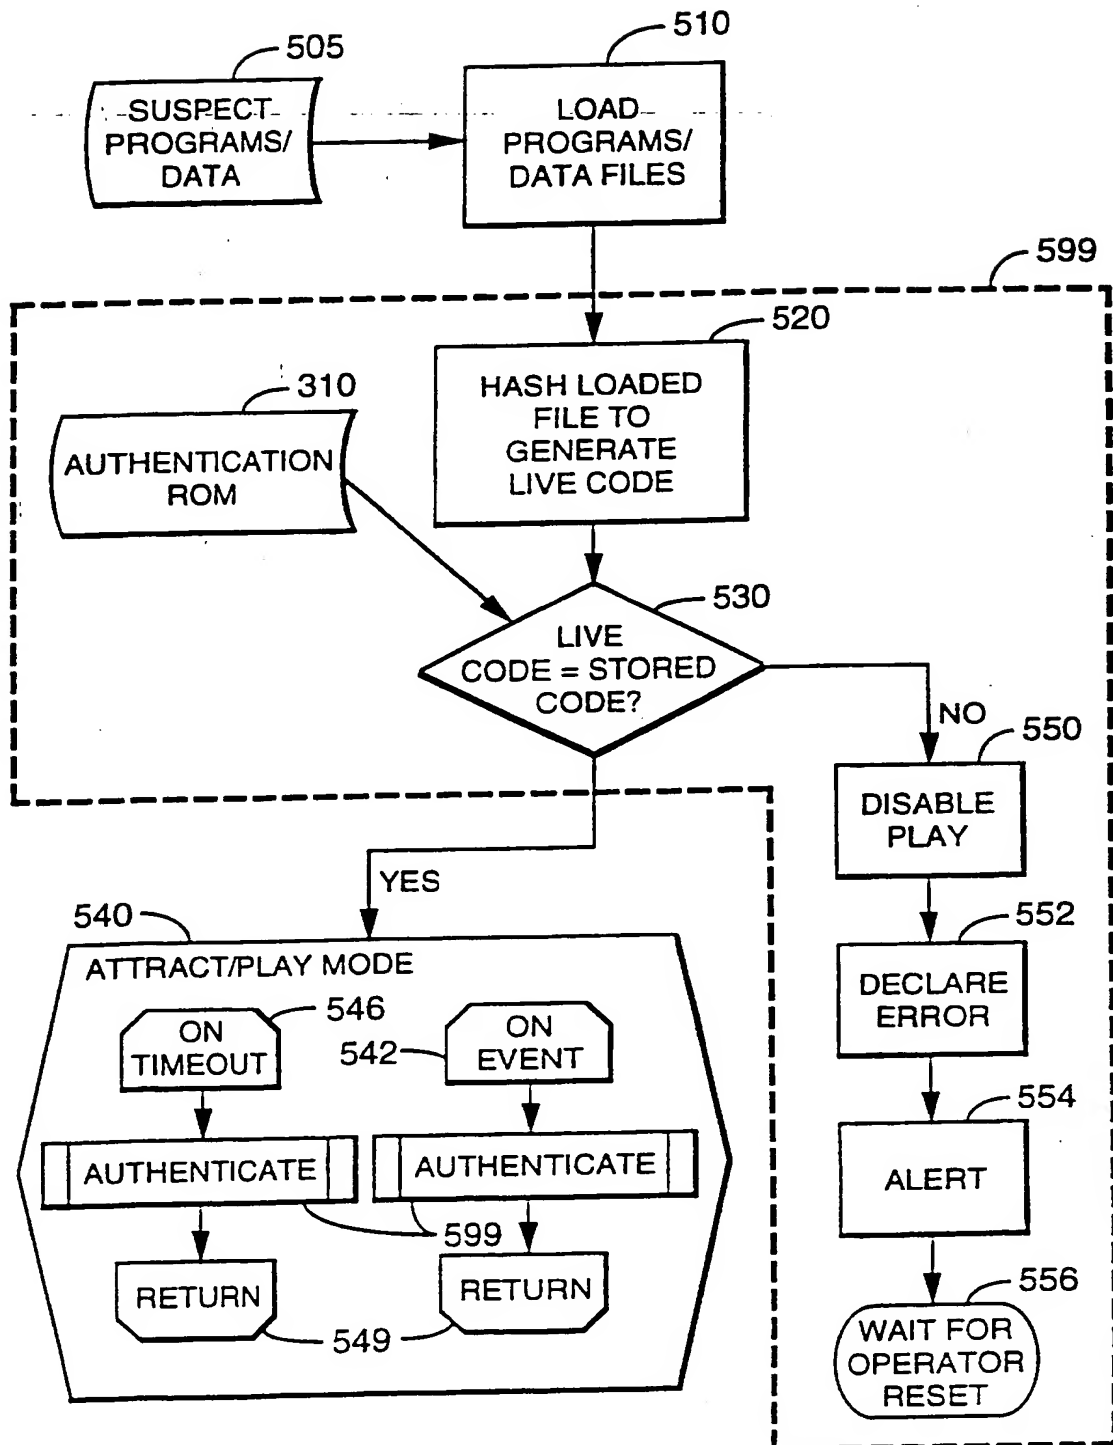 505
510
SUSPECT
PROGRAMS/
DATA
LOAD
PROGRAMS/
DATA FILES
599
520
310
HASH LOADED
FILE TO
GENERATE
LIVE CODE
AUTHENTICATION
ROM
530
LIVE
CODE = STORED
CODE?
NO
550
DISABLE
PLAY
YES
540
ATTRACT/PLAY MODE
552
DECLARE
ERROR
546
ON
TIMEOUT
542
ON
EVENT
554
ALERT
AUTHENTICATE
AUTHENTICATE
599
RETURN
RETURN
549
556
WAIT FOR
OPERATOR
RESET